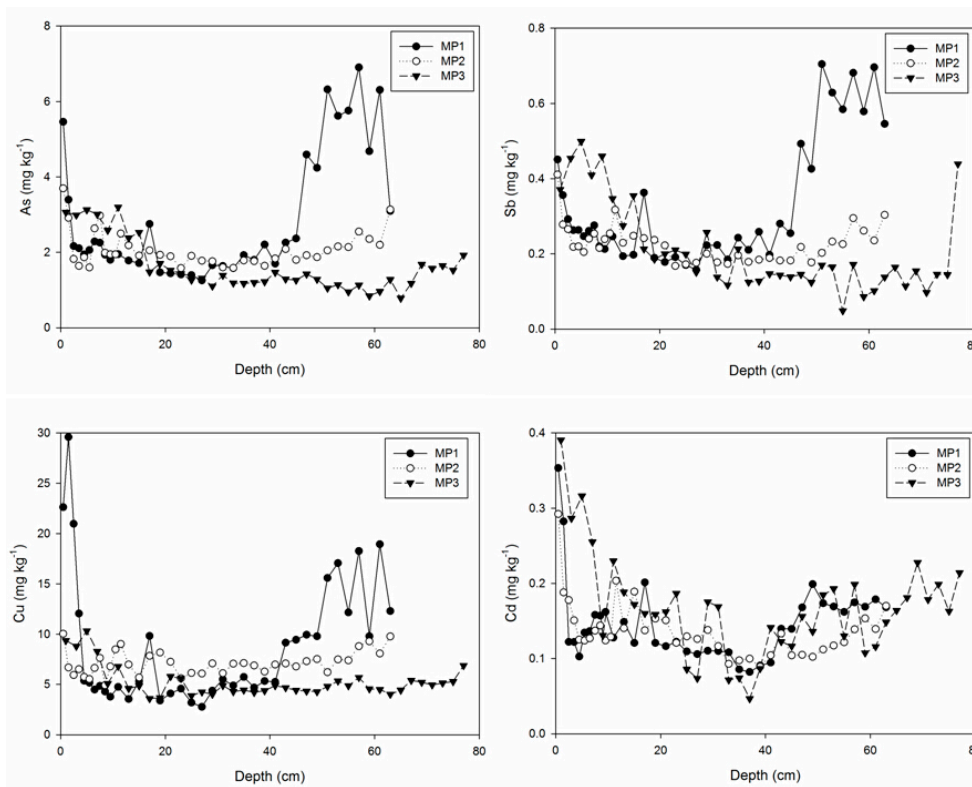 8
6
4
2
0
As (mg kg-1)
0 20 40 60 80
Depth (cm)
MP1
MP2
MP3
0.8
0.6
0.4
0.2
0.0
Sb (mg kg-1)
0 20 40 60 80
Depth (cm)
MP1
MP2
MP3
30
25
20
15
10
5
0
Cu (mg kg-1)
0 20 40 60 80
Depth (cm)
MP1
MP2
MP3
0.4
0.3
0.2
0.1
0.0
Cd (mg kg-1)
0 20 40 60 80
Depth (cm)
MP1
MP2
MP3